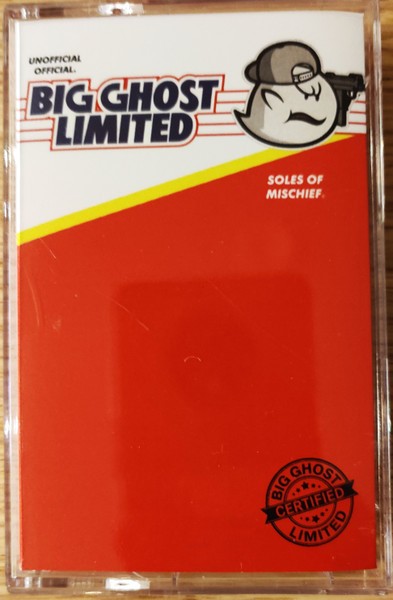 UNOFFICIAL
OFFICIAL.
BIG GHOST
LIMITED
SOLES OF
MISCHIEF.
BIG GHOST
CERTIFIED
LIMITED